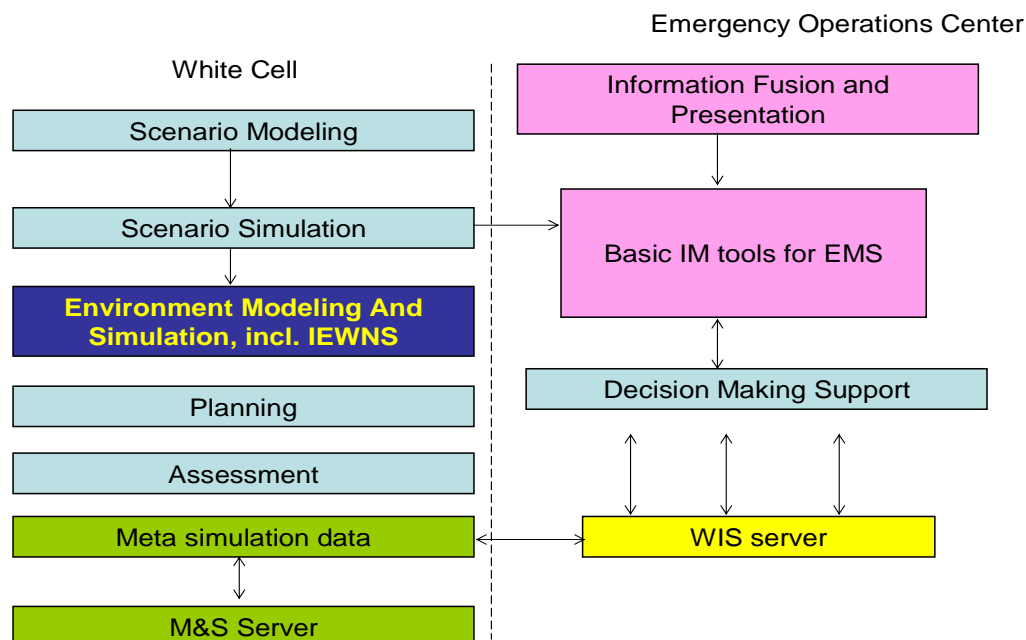 Emergency Operations Center
White Cell
Scenario Modeling
Scenario Simulation
Environment Modeling And
Simulation, incl. IEWNS
Planning
Assessment
Meta simulation data
M&S Server
Information Fusion and
Presentation
Basic IM tools for EMS
Decision Making Support
WIS server